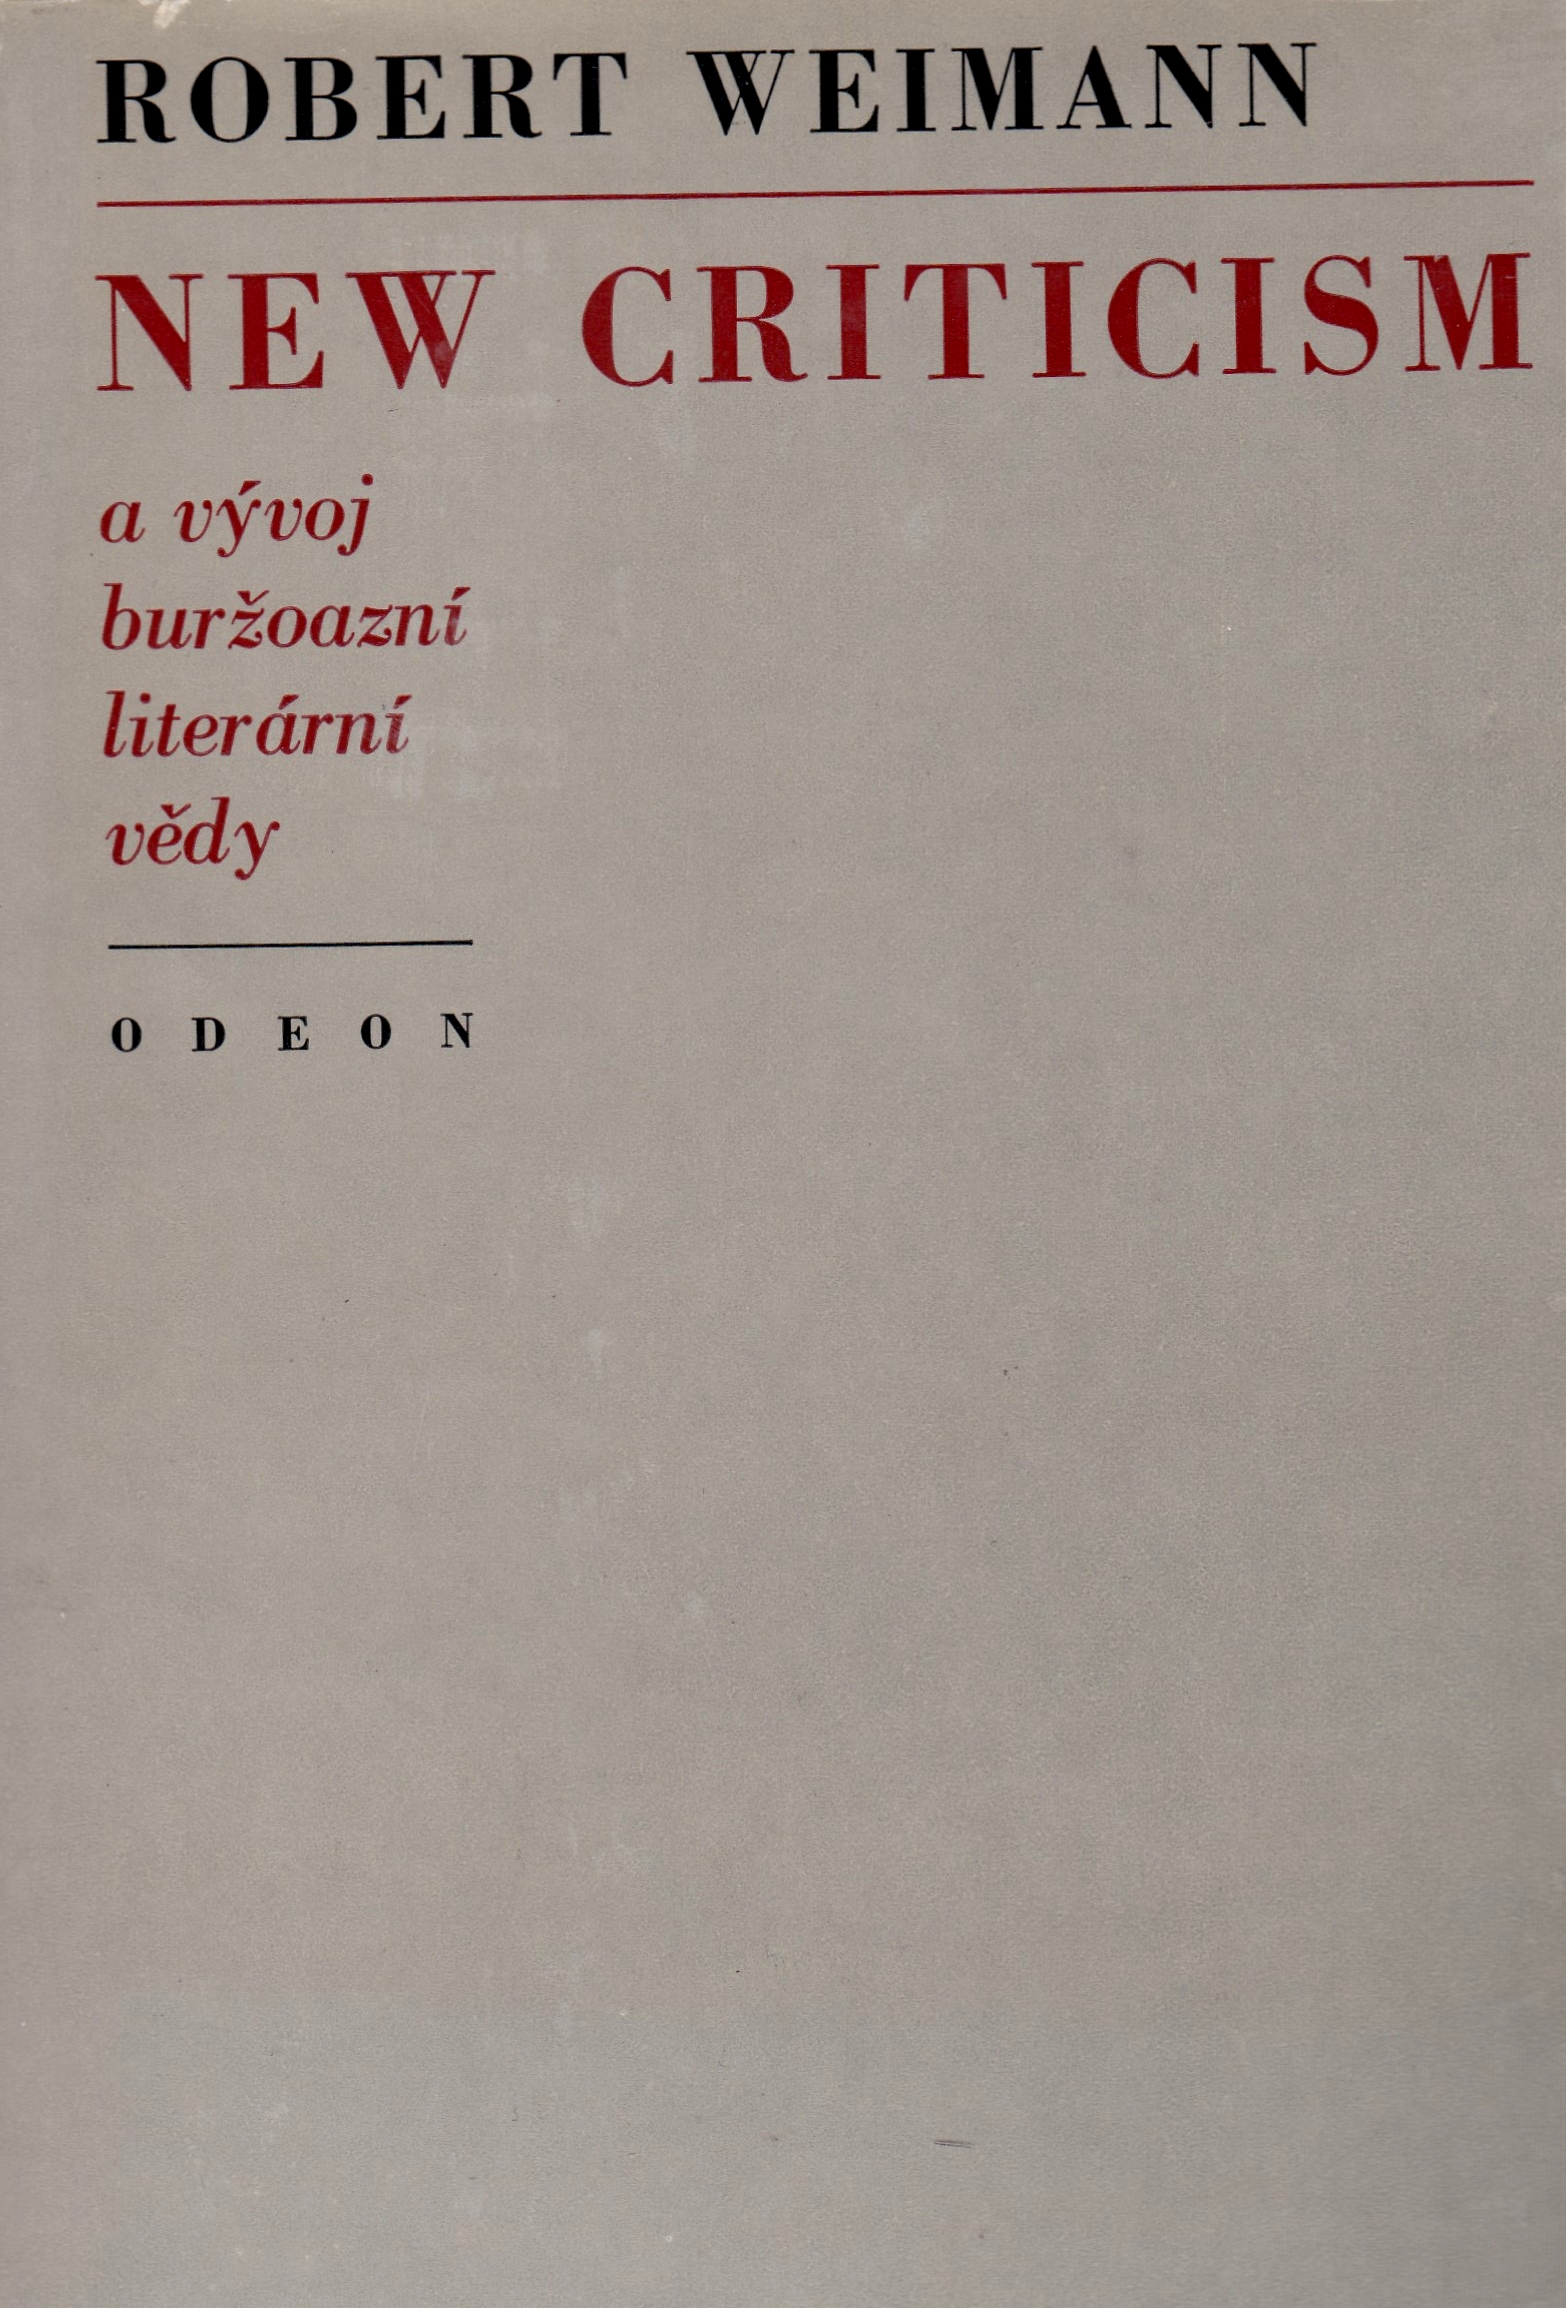 ROBERT WEIMANN
NEW CRITICISM
a vývoj
buržoazní
literární
vědy
ODEON